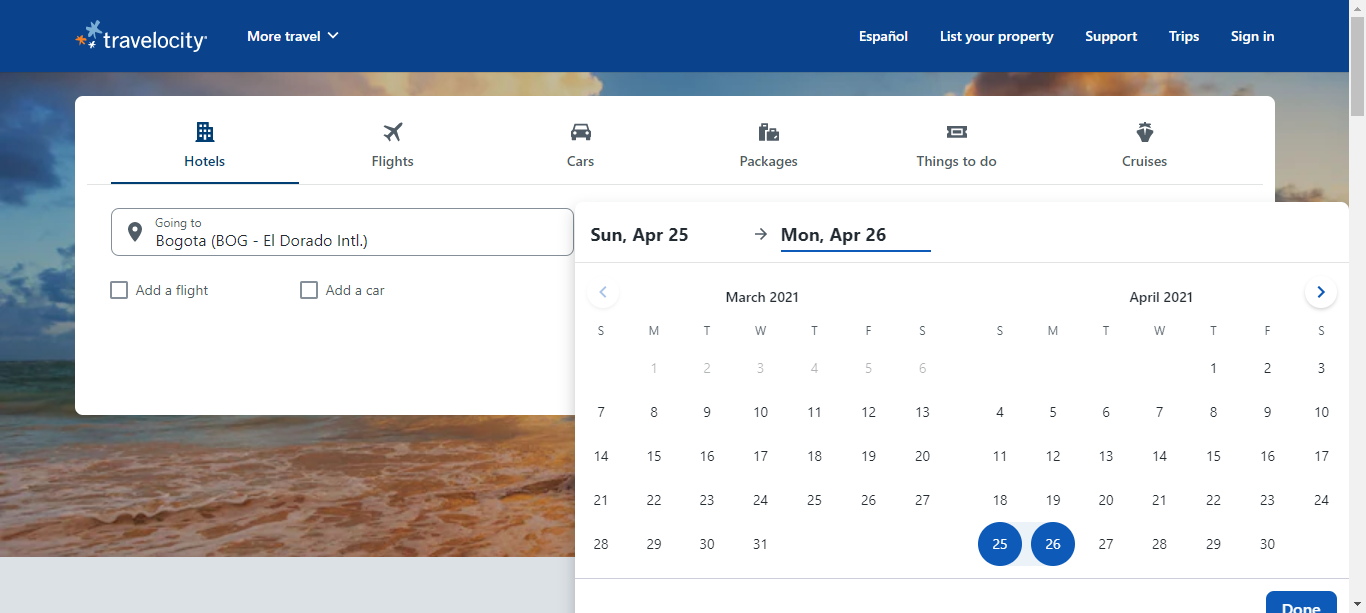 travelocity
More travel
Español
List your property
Support
Trips
Sign in
Hotels
Flights
Cars
Packages
Things to do
Cruises
Going to
Bogota (BOG - El Dorado Intl.)
Add a flight
Add a car
Sun, Apr 25
Mon, Apr 26
March 2021
S M T W T F S
1 2 3 4 5 6
7 8 9 10 11 12 13
14 15 16 17 18 19 20
21 22 23 24 25 26 27
28 29 30 31
April 2021
S M T W T F S
1 2 3
4 5 6 7 8 9 10
11 12 13 14 15 16 17
18 19 20 21 22 23 24
25 26 27 28 29 30
Done